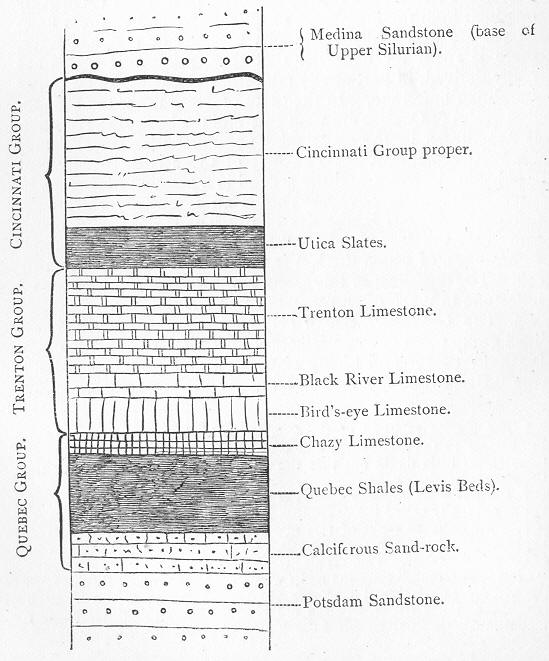 Medina Sandstone (base of
Upper Silurian).
CINCINNATI GROUP.
Cincinnati Group proper.
Utica Slates.
TRENTON GROUP.
Trenton Limestone.
Black River Limestone.
Bird's-eye Limestone.
QUEBEC GROUP.
Chazy Limestone.
Quebec Shales (Levis Beds).
Calciferous Sand-rock.
Potsdam Sandstone.